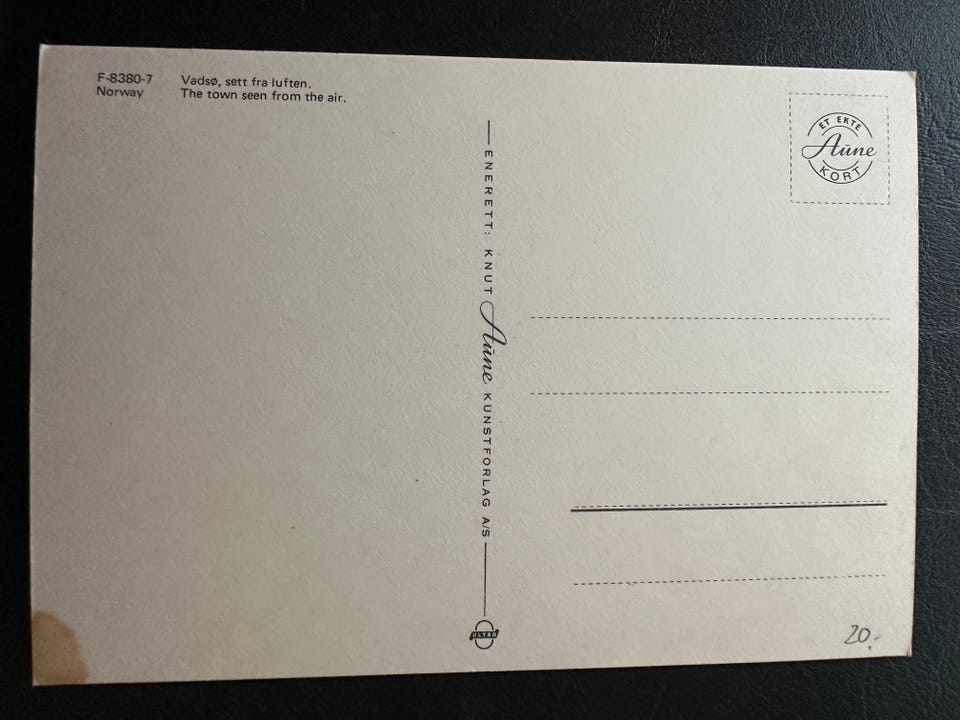 F-8380-7 Vadsø, sett fra luften.
Norway The town seen from the air.
ET EKTE
Aune
KORT
ENERETT: KNUT Aune KUNSTFORLAG A/S
ULTRA
20,-